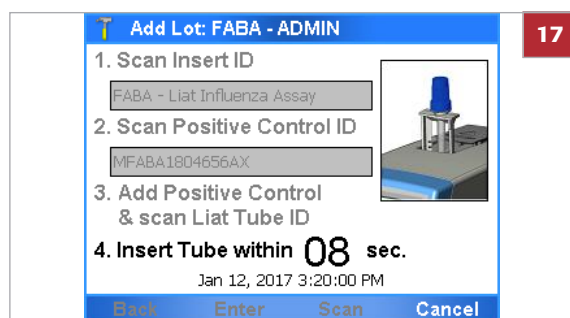 Add Lot: FABA - ADMIN
17
1. Scan Insert ID
FABA - Liat Influenza Assay
2. Scan Positive Control ID
MFABA1804656AX
3. Add Positive Control
& scan Liat Tube ID
4. Insert Tube within 08 sec.
Jan 12, 2017 3:20:00 PM
Back Enter Scan Cancel